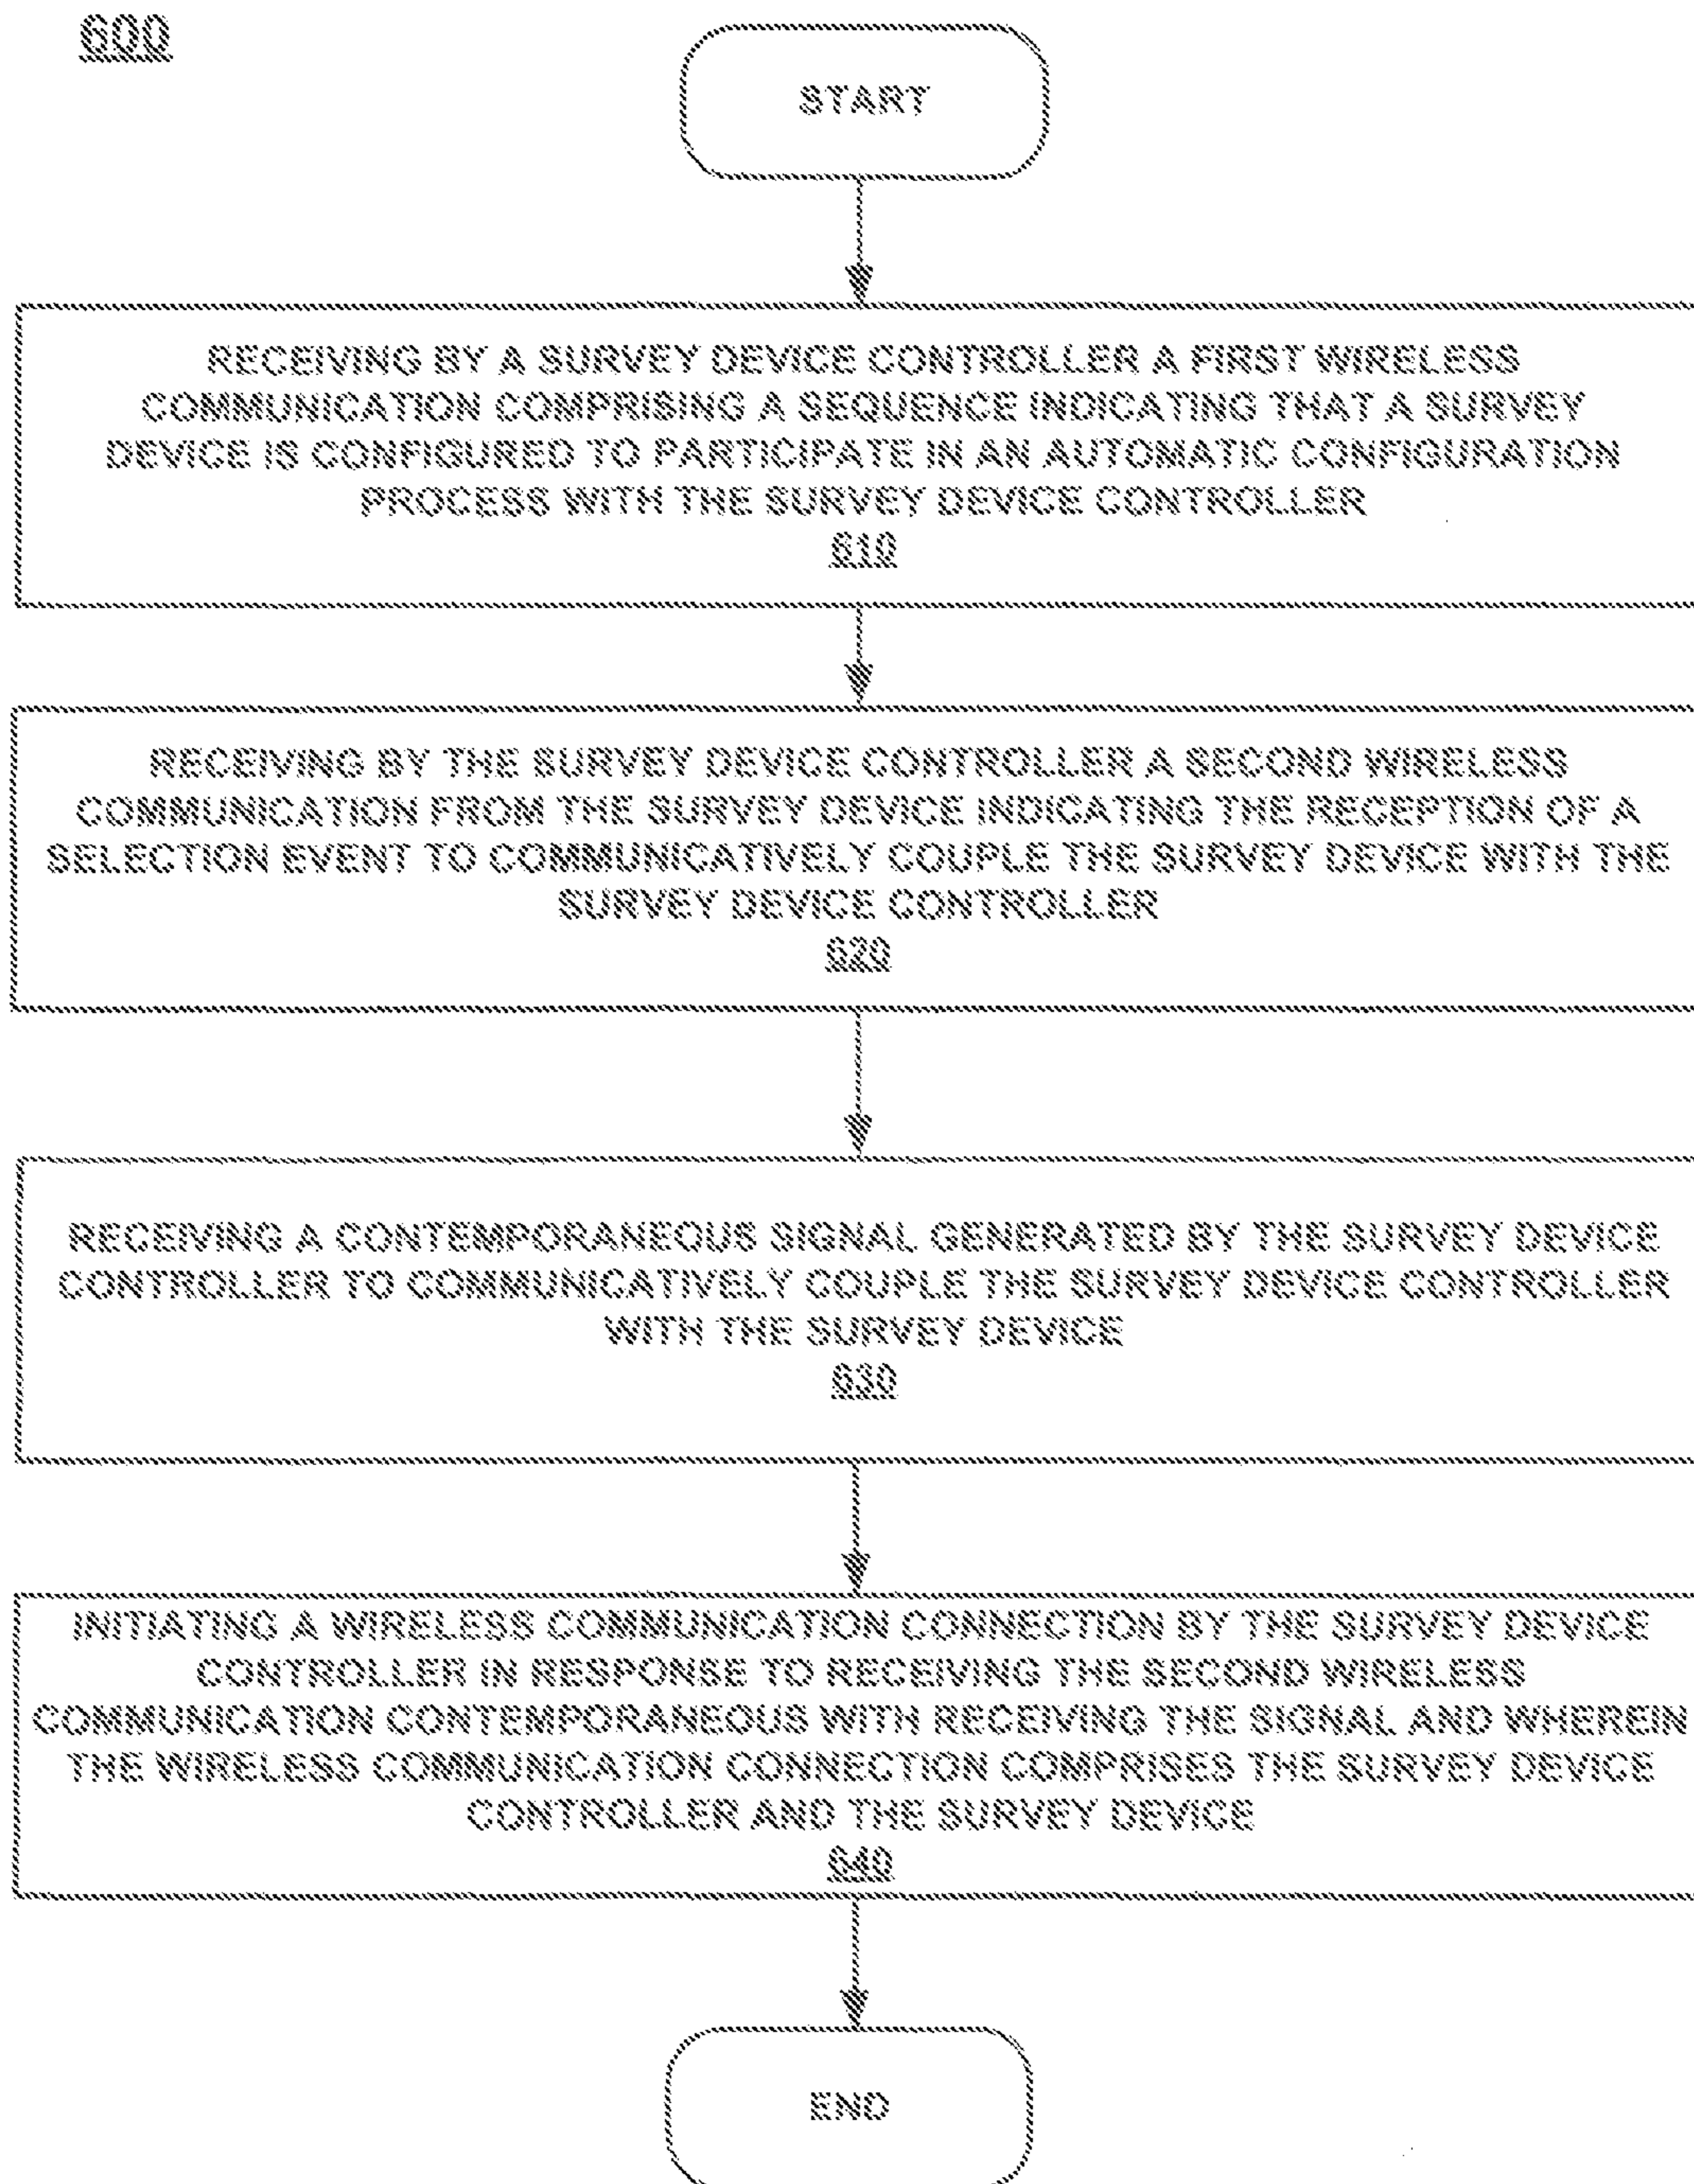 600
START
RECEIVING BY A SURVEY DEVICE CONTROLLER A FIRST WIRELESS
COMMUNICATION COMPRISING A SEQUENCE INDICATING THAT A SURVEY
DEVICE IS CONFIGURED TO PARTICIPATE IN AN AUTOMATIC CONFIGURATION
PROCESS WITH THE SURVEY DEVICE CONTROLLER
610
RECEIVING BY THE SURVEY DEVICE CONTROLLER A SECOND WIRELESS
COMMUNICATION FROM THE SURVEY DEVICE INDICATING THE RECEPTION OF A
SELECTION EVENT TO COMMUNICATIVELY COUPLE THE SURVEY DEVICE WITH THE
SURVEY DEVICE CONTROLLER
620
RECEIVING A CONTEMPORANEOUS SIGNAL GENERATED BY THE SURVEY DEVICE
CONTROLLER TO COMMUNICATIVELY COUPLE THE SURVEY DEVICE CONTROLLER
WITH THE SURVEY DEVICE
630
INITIATING A WIRELESS COMMUNICATION CONNECTION BY THE SURVEY DEVICE
CONTROLLER IN RESPONSE TO RECEIVING THE SECOND WIRELESS
COMMUNICATION CONTEMPORANEOUS WITH RECEIVING THE SIGNAL AND WHEREIN
THE WIRELESS COMMUNICATION CONNECTION COMPRISES THE SURVEY DEVICE
CONTROLLER AND THE SURVEY DEVICE
640
END